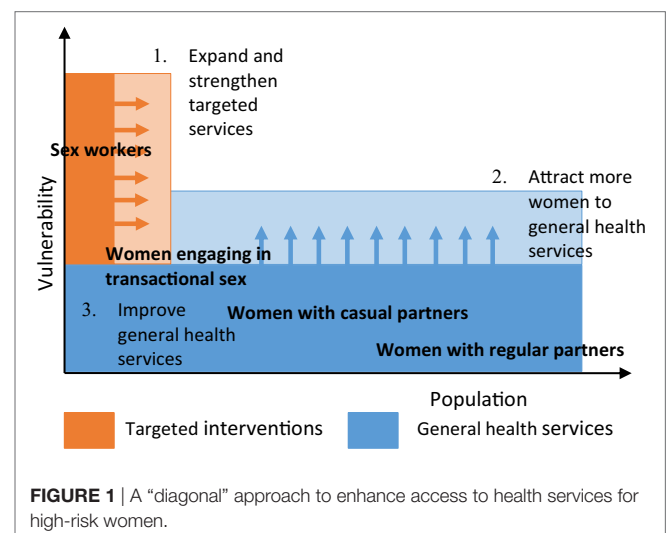 1. Expand and
strengthen
targeted
services
Sex workers
2. Attract more
women to
general health
services
Vulnerability
Women engaging in
transactional sex
3. Improve
general health
services
Women with casual partners
Women with regular partners
Population
Targeted interventions
General health services
FIGURE 1 | A “diagonal” approach to enhance access to health services for
high-risk women.